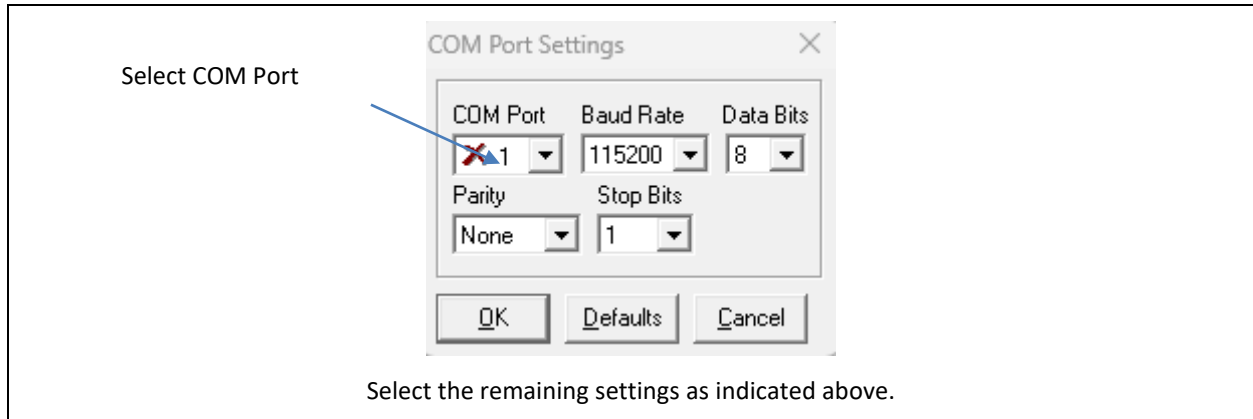 COM Port Settings
Select COM Port
COM Port Baud Rate Data Bits
1 115200 8
Parity Stop Bits
None 1
OK Defaults Cancel
Select the remaining settings as indicated above.